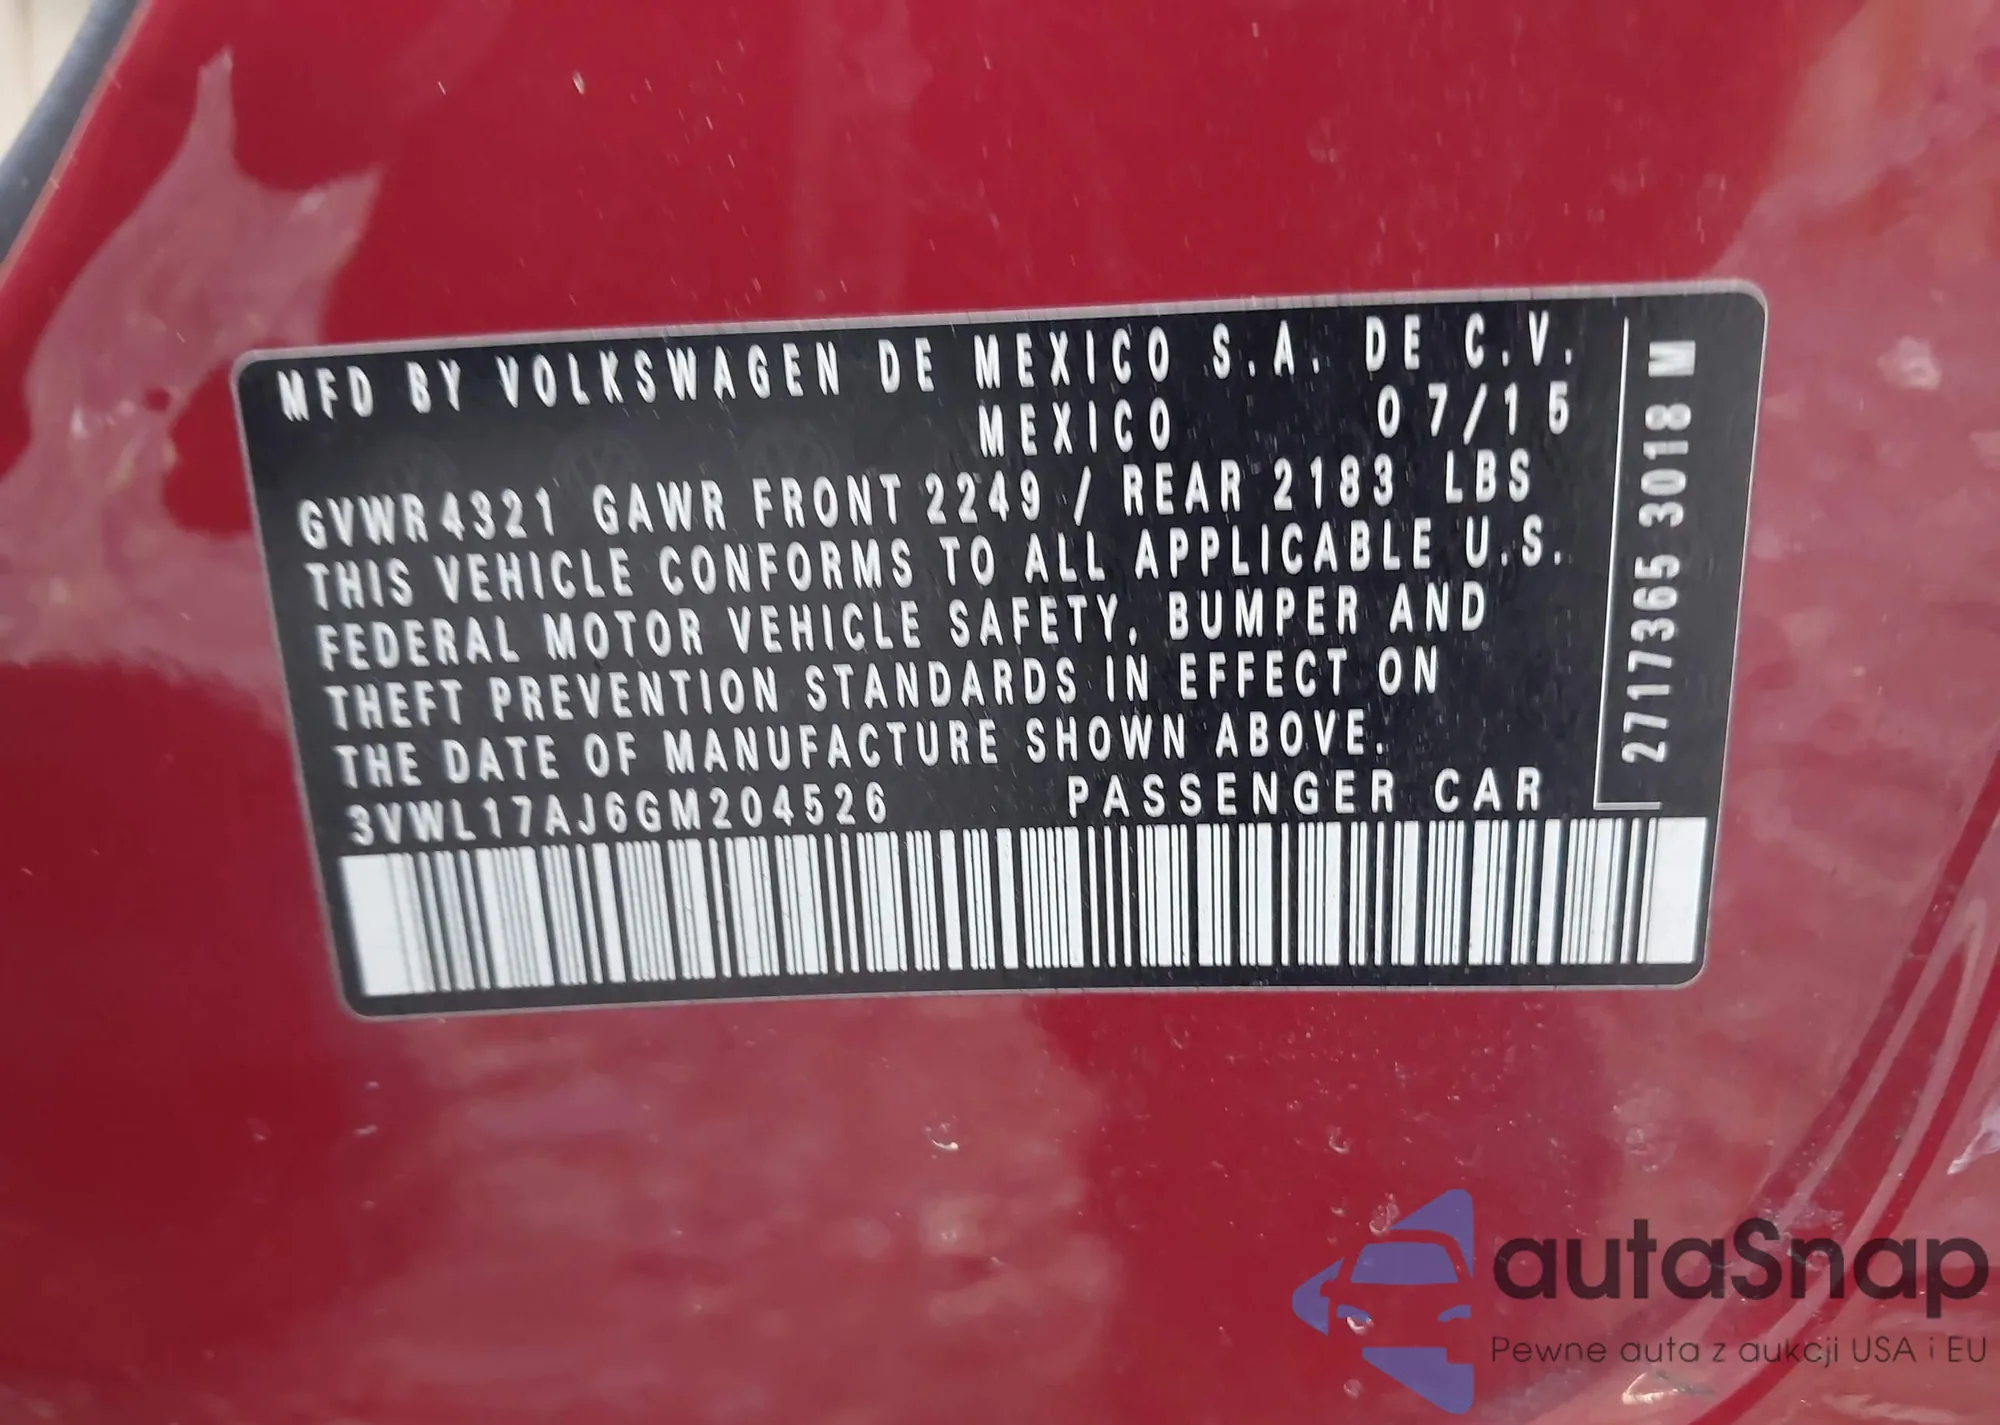 MFD BY VOLKSWAGEN DE MEXICO S.A. DE C.V.
MEXICO 07/15
GVWR 4321 GAWR FRONT 2249 / REAR 2183 LBS
THIS VEHICLE CONFORMS TO ALL APPLICABLE U.S.
FEDERAL MOTOR VEHICLE SAFETY, BUMPER AND
THEFT PREVENTION STANDARDS IN EFFECT ON
THE DATE OF MANUFACTURE SHOWN ABOVE.
3VWL17AJ6GM204526 PASSENGER CAR
2717365 3018 M
autaSnap
Pewne auta z aukcji USA i EU